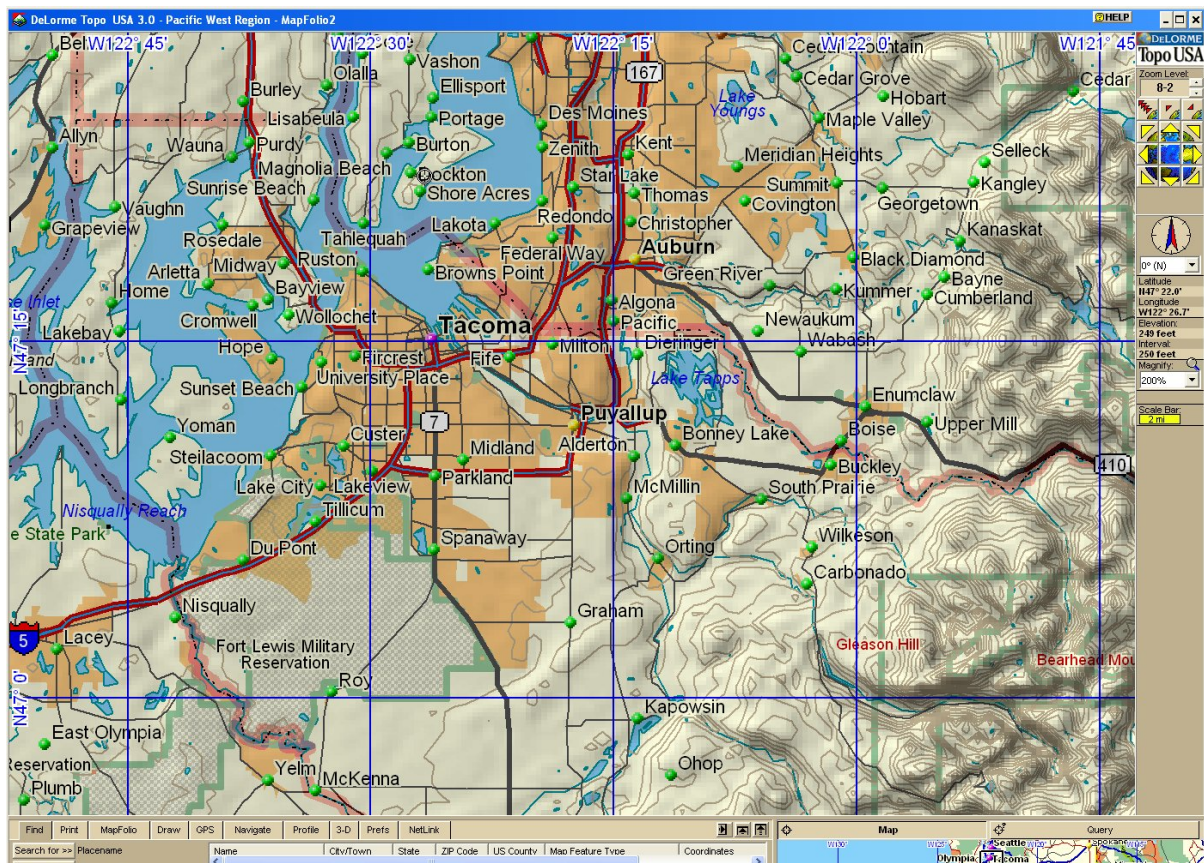 DeLorme Topo USA 3.0 - Pacific West Region - MapFolio2
HELP
W122° 45'
W122° 30'
W122° 15'
W122° 0'
W121° 45'
DELORME
Topo USA
Zoom Level:
8-2
0° (N)
Latitude
N47° 22.0'
Longitude
W122° 26.7'
Elevation:
249 feet
Interval:
250 feet
Magnify:
200%
Scale Bar:
2 mi
Olalla
Vashon
167
Cedar Grove
Cedar
Burley
Ellisport
Lake
Youngs
Hobart
Lisabeula
Portage
Des Moines
Maple Valley
Allyn
Wauna
Purdy
Burton
Zenith
Kent
Magnolia Beach
Meridian Heights
Selleck
Sunrise Beach
Dockton
Shore Acres
Star Lake
Thomas
Summit
Kangley
Vaughn
Redondo
Covington
Georgetown
Grapeview
Rosedale
Tahlequah
Lakota
Christopher
Kanaskat
Federal Way
Auburn
Midway
Ruston
Arletta
Browns Point
Green River
Black Diamond
Bayne
Home
Bayview
Kummer
Cumberland
Cromwell
Wollochet
Algona
N47° 15'
Lakebay
Tacoma
Pacific
Newaukum
Hope
Fircrest
Fife
Milton
Dieringer
Wabash
University Place
Longbranch
Sunset Beach
Lake Tapps
Enumclaw
Puyallup
Yoman
7
Upper Mill
Custer
Alderton
Bonney Lake
Boise
Steilacoom
Midland
Buckley
410
Lake City
Lakeview
Parkland
McMillin
South Prairie
Nisqually Reach
Tillicum
e State Park
Du Pont
Spanaway
Orting
Wilkeson
Carbonado
Nisqually
Graham
5
Lacey
Fort Lewis Military
Reservation
Gleason Hill
Bearhead Mou
N47° 0'
Roy
Kapowsin
East Olympia
Reservation
Yelm
McKenna
Ohop
Plumb
Find
Print
MapFolio
Draw
GPS
Navigate
Profile
3-D
Prefs
NetLink
Map
Query
Search for >>
Placename
Name
City/Town
State
ZIP Code
US County
Map Feature Type
Coordinates
Seattle
Spokane
Olympia
Tacoma